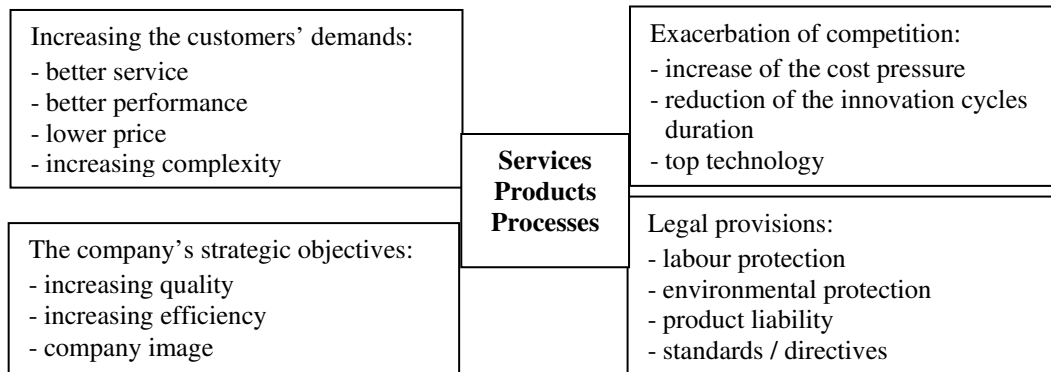 Increasing the customers’ demands:
- better service
- better performance
- lower price
- increasing complexity
Exacerbation of competition:
- increase of the cost pressure
- reduction of the innovation cycles
duration
- top technology
Services
Products
Processes
The company’s strategic objectives:
- increasing quality
- increasing efficiency
- company image
Legal provisions:
- labour protection
- environmental protection
- product liability
- standards / directives